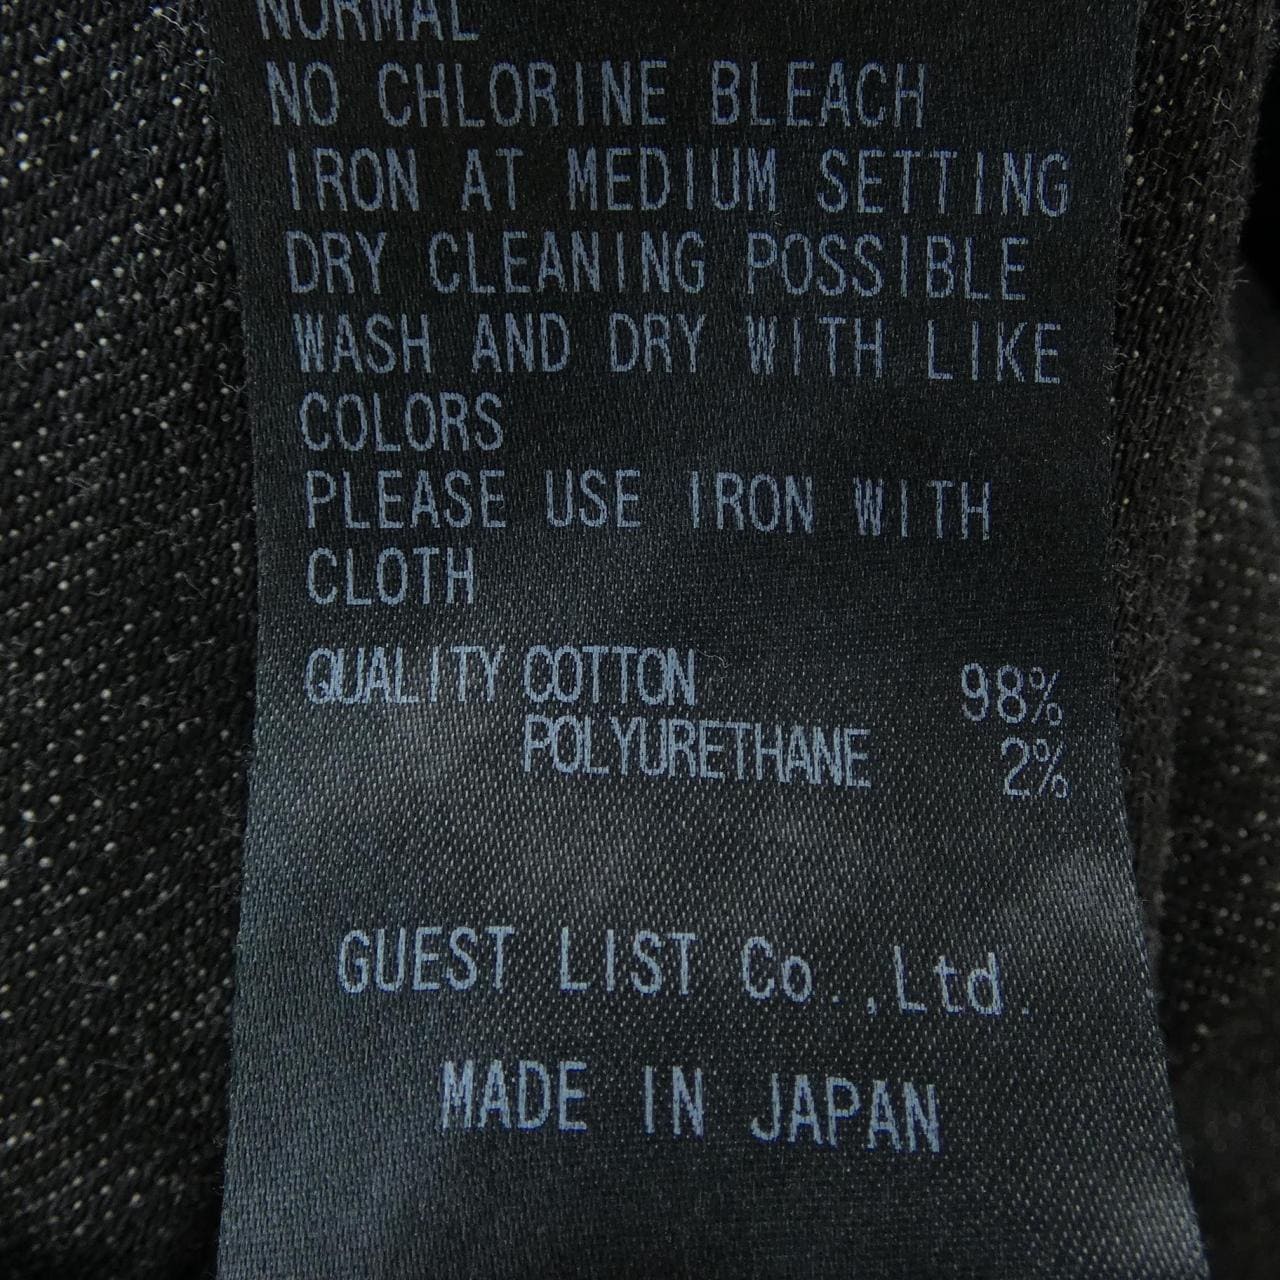 NORMAL
NO CHLORINE BLEACH
IRON AT MEDIUM SETTING
DRY CLEANING POSSIBLE
WASH AND DRY WITH LIKE
COLORS
PLEASE USE IRON WITH
CLOTH
QUALITY COTTON 98%
POLYURETHANE 2%
GUEST LIST Co.,Ltd.
MADE IN JAPAN